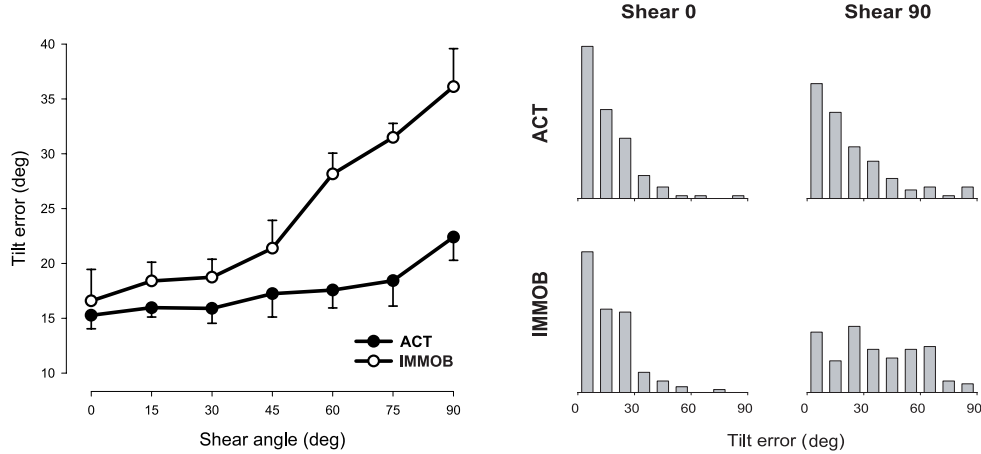 Shear 0
Shear 90
40
35
30
25
20
15
10
Tilt error (deg)
ACT
IMMOB
0 15 30 45 60 75 90
Shear angle (deg)
ACT
IMMOB
0 30 60 90
0 30 60 90
Tilt error (deg)